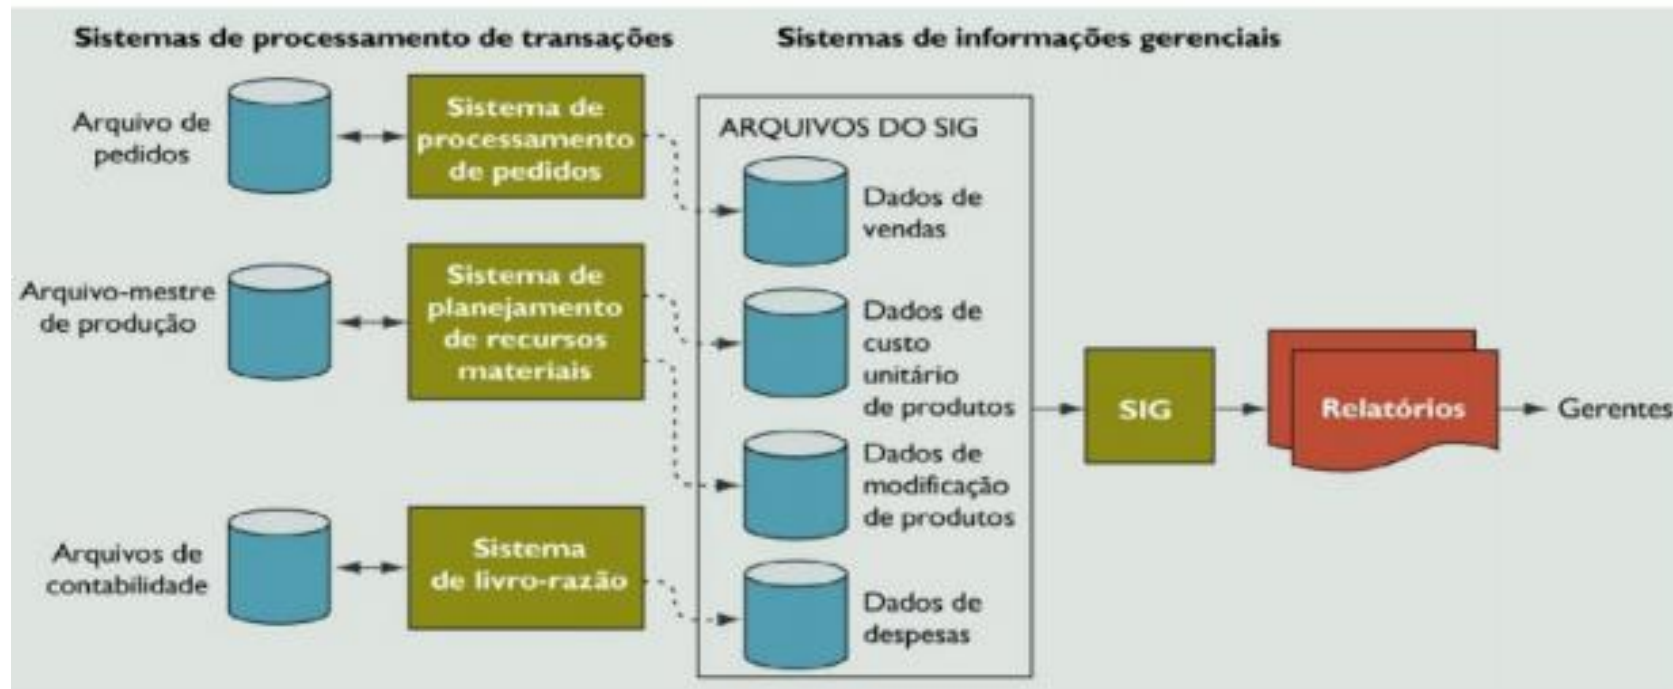 Sistemas de processamento de transações
Sistemas de informações gerenciais
Arquivo de
pedidos
Sistema de
processamento
de pedidos
Arquivo-mestre
de produção
Sistema de
planejamento
de recursos
materiais
Arquivos de
contabilidade
Sistema
de livro-razão
ARQUIVOS DO SIG
Dados de
vendas
Dados de
custo
unitário
de produtos
Dados de
modificação
de produtos
Dados de
despesas
SIG
Relatórios
Gerentes